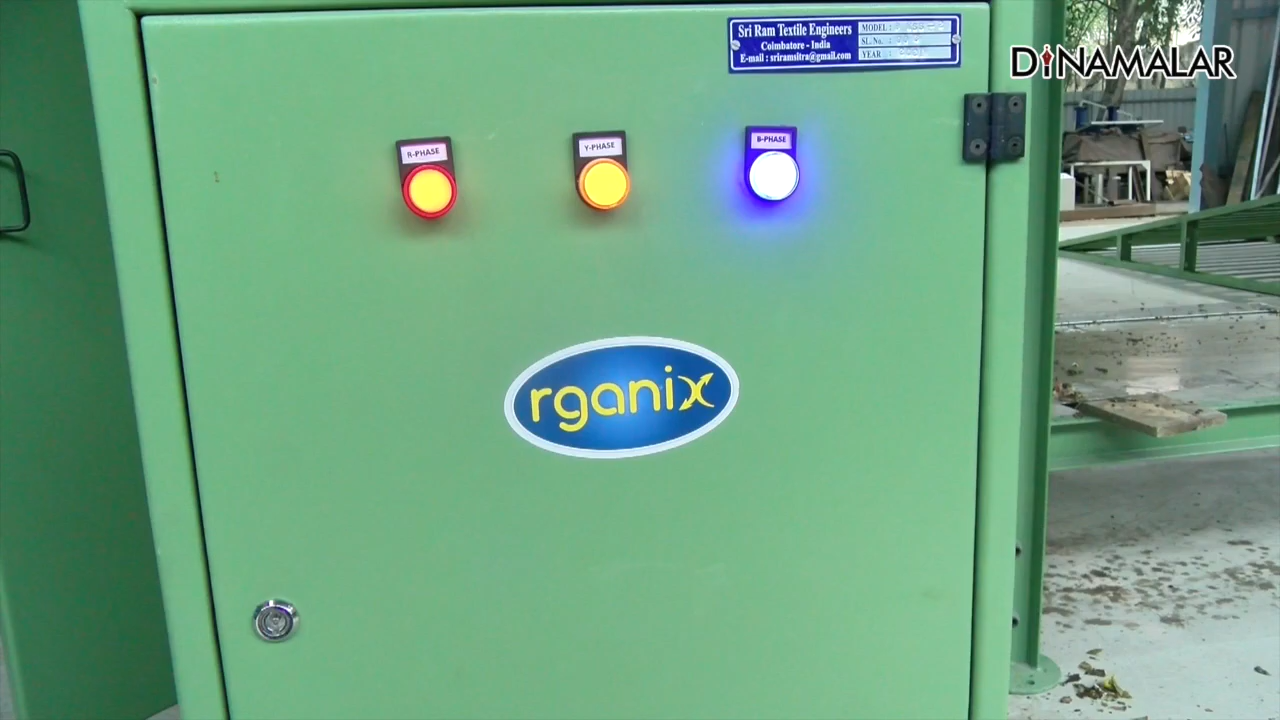 Sri Ram Textile Engineers
Coimbatore - India
E-mail : sriramsitra@gmail.com
MODEL :
SL. No. :
YEAR :
DINAMALAR
R-PHASE
Y-PHASE
B-PHASE
rganix